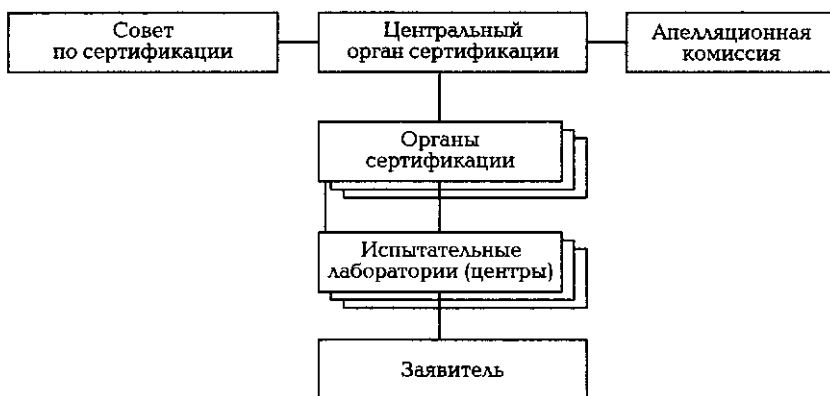 Совет
по сертификации
Центральный
орган сертификации
Апелляционная
комиссия
Органы
сертификации
Испытательные
лаборатории (центры)
Заявитель